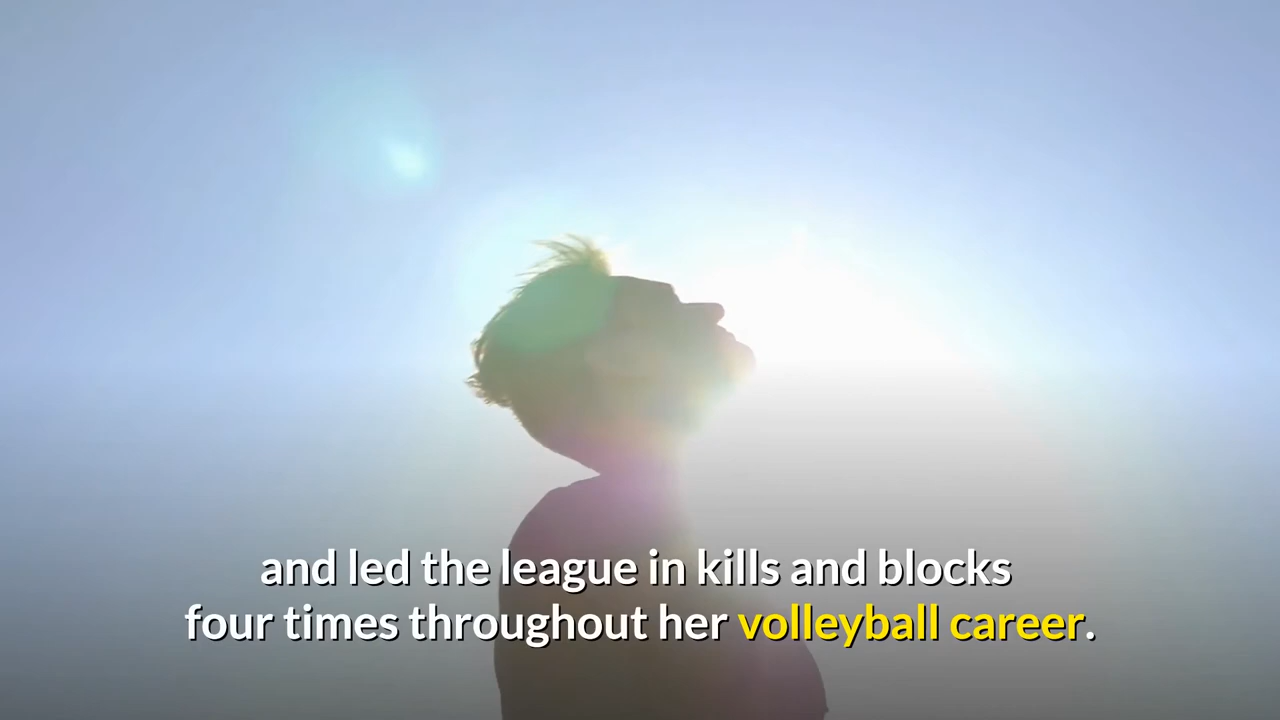 and led the league in kills and blocks
four times throughout her volleyball career.